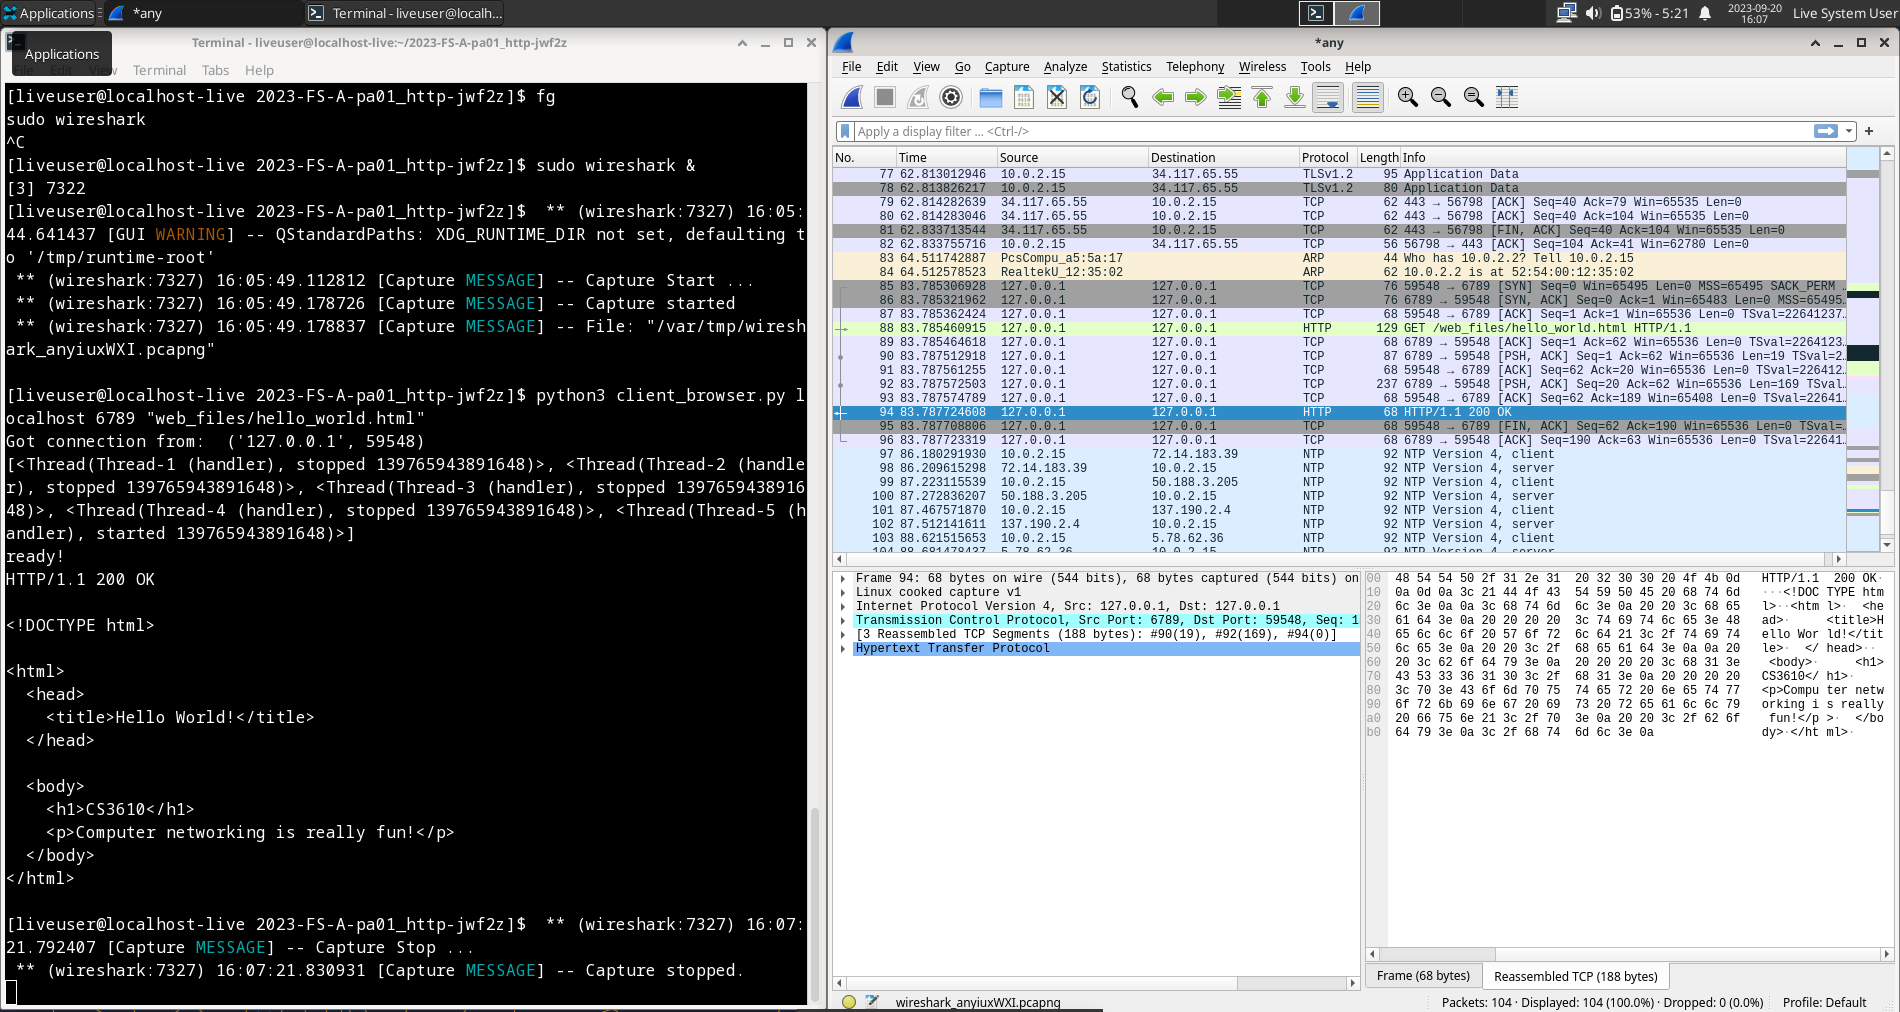 Applications
*any
Terminal - liveuser@localh...
53% - 5:21
2023-09-20
16:07
Live System User
Terminal - liveuser@localhost-live:~/2023-FS-A-pa01_http-jwf2z
Applications
File Edit View Terminal Tabs Help
[liveuser@localhost-live 2023-FS-A-pa01_http-jwf2z]$ fg
sudo wireshark
^C
[liveuser@localhost-live 2023-FS-A-pa01_http-jwf2z]$ sudo wireshark &
[3] 7322
[liveuser@localhost-live 2023-FS-A-pa01_http-jwf2z]$  ** (wireshark:7327) 16:05:
44.641437 [GUI WARNING] -- QStandardPaths: XDG_RUNTIME_DIR not set, defaulting t
o '/tmp/runtime-root'
 ** (wireshark:7327) 16:05:49.112812 [Capture MESSAGE] -- Capture Start ...
 ** (wireshark:7327) 16:05:49.178726 [Capture MESSAGE] -- Capture started
 ** (wireshark:7327) 16:05:49.178837 [Capture MESSAGE] -- File: "/var/tmp/wiresh
ark_anyiuxWXI.pcapng"
[liveuser@localhost-live 2023-FS-A-pa01_http-jwf2z]$ python3 client_browser.py l
ocalhost 6789 "web_files/hello_world.html"
Got connection from:  ('127.0.0.1', 59548)
[<Thread(Thread-1 (handler), stopped 139765943891648)>, <Thread(Thread-2 (handle
r), stopped 139765943891648)>, <Thread(Thread-3 (handler), stopped 1397659438916
48)>, <Thread(Thread-4 (handler), stopped 139765943891648)>, <Thread(Thread-5 (h
andler), started 139765943891648)>]
ready!
HTTP/1.1 200 OK
<!DOCTYPE html>
<html>
  <head>
    <title>Hello World!</title>
  </head>
  <body>
    <h1>CS3610</h1>
    <p>Computer networking is really fun!</p>
  </body>
</html>
[liveuser@localhost-live 2023-FS-A-pa01_http-jwf2z]$  ** (wireshark:7327) 16:07:
21.792407 [Capture MESSAGE] -- Capture Stop ...
 ** (wireshark:7327) 16:07:21.830931 [Capture MESSAGE] -- Capture stopped.
*any
File Edit View Go Capture Analyze Statistics Telephony Wireless Tools Help
Apply a display filter ... <Ctrl-/>
No. Time Source Destination Protocol Length Info
77 62.813012946 10.0.2.15 34.117.65.55 TLSv1.2 95 Application Data
78 62.813826217 10.0.2.15 34.117.65.55 TLSv1.2 80 Application Data
79 62.814282639 34.117.65.55 10.0.2.15 TCP 62 443 → 56798 [ACK] Seq=40 Ack=79 Win=65535 Len=0
80 62.814283046 34.117.65.55 10.0.2.15 TCP 62 443 → 56798 [ACK] Seq=40 Ack=104 Win=65535 Len=0
81 62.833713544 34.117.65.55 10.0.2.15 TCP 62 443 → 56798 [FIN, ACK] Seq=40 Ack=104 Win=65535 Len=0
82 62.833755716 10.0.2.15 34.117.65.55 TCP 56 56798 → 443 [ACK] Seq=104 Ack=41 Win=62780 Len=0
83 64.511742887 PcsCompu_a5:5a:17 ARP 44 Who has 10.0.2.2? Tell 10.0.2.15
84 64.512578523 RealtekU_12:35:02 ARP 62 10.0.2.2 is at 52:54:00:12:35:02
85 83.785306928 127.0.0.1 127.0.0.1 TCP 76 59548 → 6789 [SYN] Seq=0 Win=65495 Len=0 MSS=65495 SACK_PERM …
86 83.785321962 127.0.0.1 127.0.0.1 TCP 76 6789 → 59548 [SYN, ACK] Seq=0 Ack=1 Win=65483 Len=0 MSS=65495…
87 83.785362424 127.0.0.1 127.0.0.1 TCP 68 59548 → 6789 [ACK] Seq=1 Ack=1 Win=65536 Len=0 TSval=22641237…
88 83.785460915 127.0.0.1 127.0.0.1 HTTP 129 GET /web_files/hello_world.html HTTP/1.1
89 83.785464618 127.0.0.1 127.0.0.1 TCP 68 6789 → 59548 [ACK] Seq=1 Ack=62 Win=65536 Len=0 TSval=2264123…
90 83.787512918 127.0.0.1 127.0.0.1 TCP 87 6789 → 59548 [PSH, ACK] Seq=1 Ack=62 Win=65536 Len=19 TSval=2…
91 83.787561255 127.0.0.1 127.0.0.1 TCP 68 59548 → 6789 [ACK] Seq=62 Ack=20 Win=65536 Len=0 TSval=226412…
92 83.787572503 127.0.0.1 127.0.0.1 TCP 237 6789 → 59548 [PSH, ACK] Seq=20 Ack=62 Win=65536 Len=169 TSval…
93 83.787574789 127.0.0.1 127.0.0.1 TCP 68 59548 → 6789 [ACK] Seq=62 Ack=189 Win=65408 Len=0 TSval=22641…
94 83.787724608 127.0.0.1 127.0.0.1 HTTP 68 HTTP/1.1 200 OK
95 83.787708806 127.0.0.1 127.0.0.1 TCP 68 59548 → 6789 [FIN, ACK] Seq=62 Ack=190 Win=65536 Len=0 TSval=…
96 83.787723319 127.0.0.1 127.0.0.1 TCP 68 6789 → 59548 [ACK] Seq=190 Ack=63 Win=65536 Len=0 TSval=22641…
97 86.180291930 10.0.2.15 72.14.183.39 NTP 92 NTP Version 4, client
98 86.209615298 72.14.183.39 10.0.2.15 NTP 92 NTP Version 4, server
99 87.223115539 10.0.2.15 50.188.3.205 NTP 92 NTP Version 4, client
100 87.272836207 50.188.3.205 10.0.2.15 NTP 92 NTP Version 4, server
101 87.467571870 10.0.2.15 137.190.2.4 NTP 92 NTP Version 4, client
102 87.512141611 137.190.2.4 10.0.2.15 NTP 92 NTP Version 4, server
103 88.621515653 10.0.2.15 5.78.62.36 NTP 92 NTP Version 4, client
104 88.681478437 5.78.62.36 10.0.2.15 NTP 92 NTP Version 4, server
Frame 94: 68 bytes on wire (544 bits), 68 bytes captured (544 bits) on
Linux cooked capture v1
Internet Protocol Version 4, Src: 127.0.0.1, Dst: 127.0.0.1
Transmission Control Protocol, Src Port: 6789, Dst Port: 59548, Seq: 1
[3 Reassembled TCP Segments (188 bytes): #90(19), #92(169), #94(0)]
Hypertext Transfer Protocol
00 48 54 54 50 2f 31 2e 31 20 32 30 30 20 4f 4b 0d HTTP/1.1 200 OK·
10 0a 0d 0a 3c 21 44 4f 43 54 59 50 45 20 68 74 6d ···<!DOC TYPE htm
20 6c 3e 0a 0a 3c 68 74 6d 6c 3e 0a 20 20 3c 68 65 l>··<htm l>· <he
30 61 64 3e 0a 20 20 20 20 3c 74 69 74 6c 65 3e 48 ad>· <title>H
40 65 6c 6c 6f 20 57 6f 72 6c 64 21 3c 2f 74 69 74 ello Wor ld!</tit
50 6c 65 3e 0a 20 20 3c 2f 68 65 61 64 3e 0a 0a 20 le>· </ head>··
60 20 3c 62 6f 64 79 3e 0a 20 20 20 20 3c 68 31 3e <body>· <h1>
70 43 53 33 36 31 30 3c 2f 68 31 3e 0a 20 20 20 20 CS3610</ h1>·
80 3c 70 3e 43 6f 6d 70 75 74 65 72 20 6e 65 74 77 <p>Compu ter netw
90 6f 72 6b 69 6e 67 20 69 73 20 72 65 61 6c 6c 79 orking i s really
a0 20 66 75 6e 21 3c 2f 70 3e 0a 20 20 3c 2f 62 6f fun!</p >· </bo
b0 64 79 3e 0a 3c 2f 68 74 6d 6c 3e 0a dy>·</ht ml>·
Frame (68 bytes) Reassembled TCP (188 bytes)
wireshark_anyiuxWXI.pcapng
Packets: 104 · Displayed: 104 (100.0%) · Dropped: 0 (0.0%)
Profile: Default